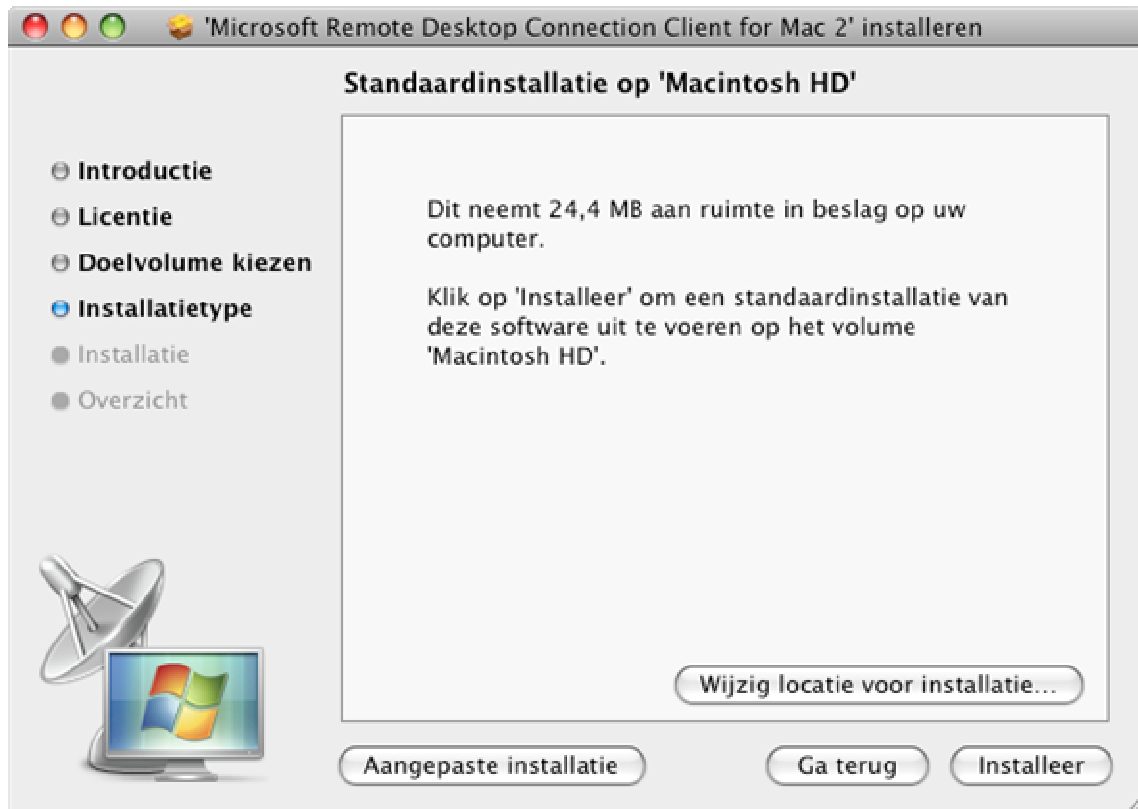 'Microsoft Remote Desktop Connection Client for Mac 2' installeren
Standaardinstallatie op 'Macintosh HD'
Introductie
Licentie
Doelvolume kiezen
Installatietype
Installatie
Overzicht
Dit neemt 24,4 MB aan ruimte in beslag op uw
computer.
Klik op 'Installeer' om een standaardinstallatie van
deze software uit te voeren op het volume
'Macintosh HD'.
Wijzig locatie voor installatie...
Aangepaste installatie
Ga terug
Installeer